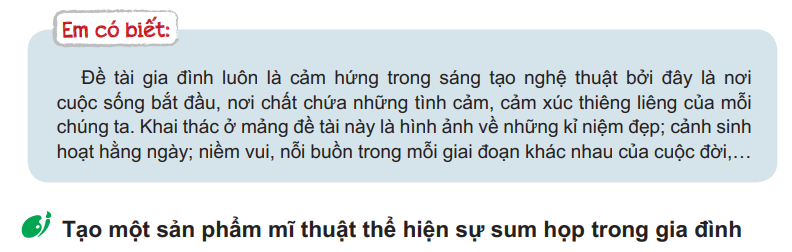 Em có biết:
Đề tài gia đình luôn là cảm hứng trong sáng tạo nghệ thuật bởi đây là nơi
cuộc sống bắt đầu, nơi chất chứa những tình cảm, cảm xúc thiêng liêng của mỗi
chúng ta. Khai thác ở mảng đề tài này là hình ảnh về những kỉ niệm đẹp; cảnh sinh
hoạt hằng ngày; niềm vui, nỗi buồn trong mỗi giai đoạn khác nhau của cuộc đời,...
Tạo một sản phẩm mĩ thuật thể hiện sự sum họp trong gia đình